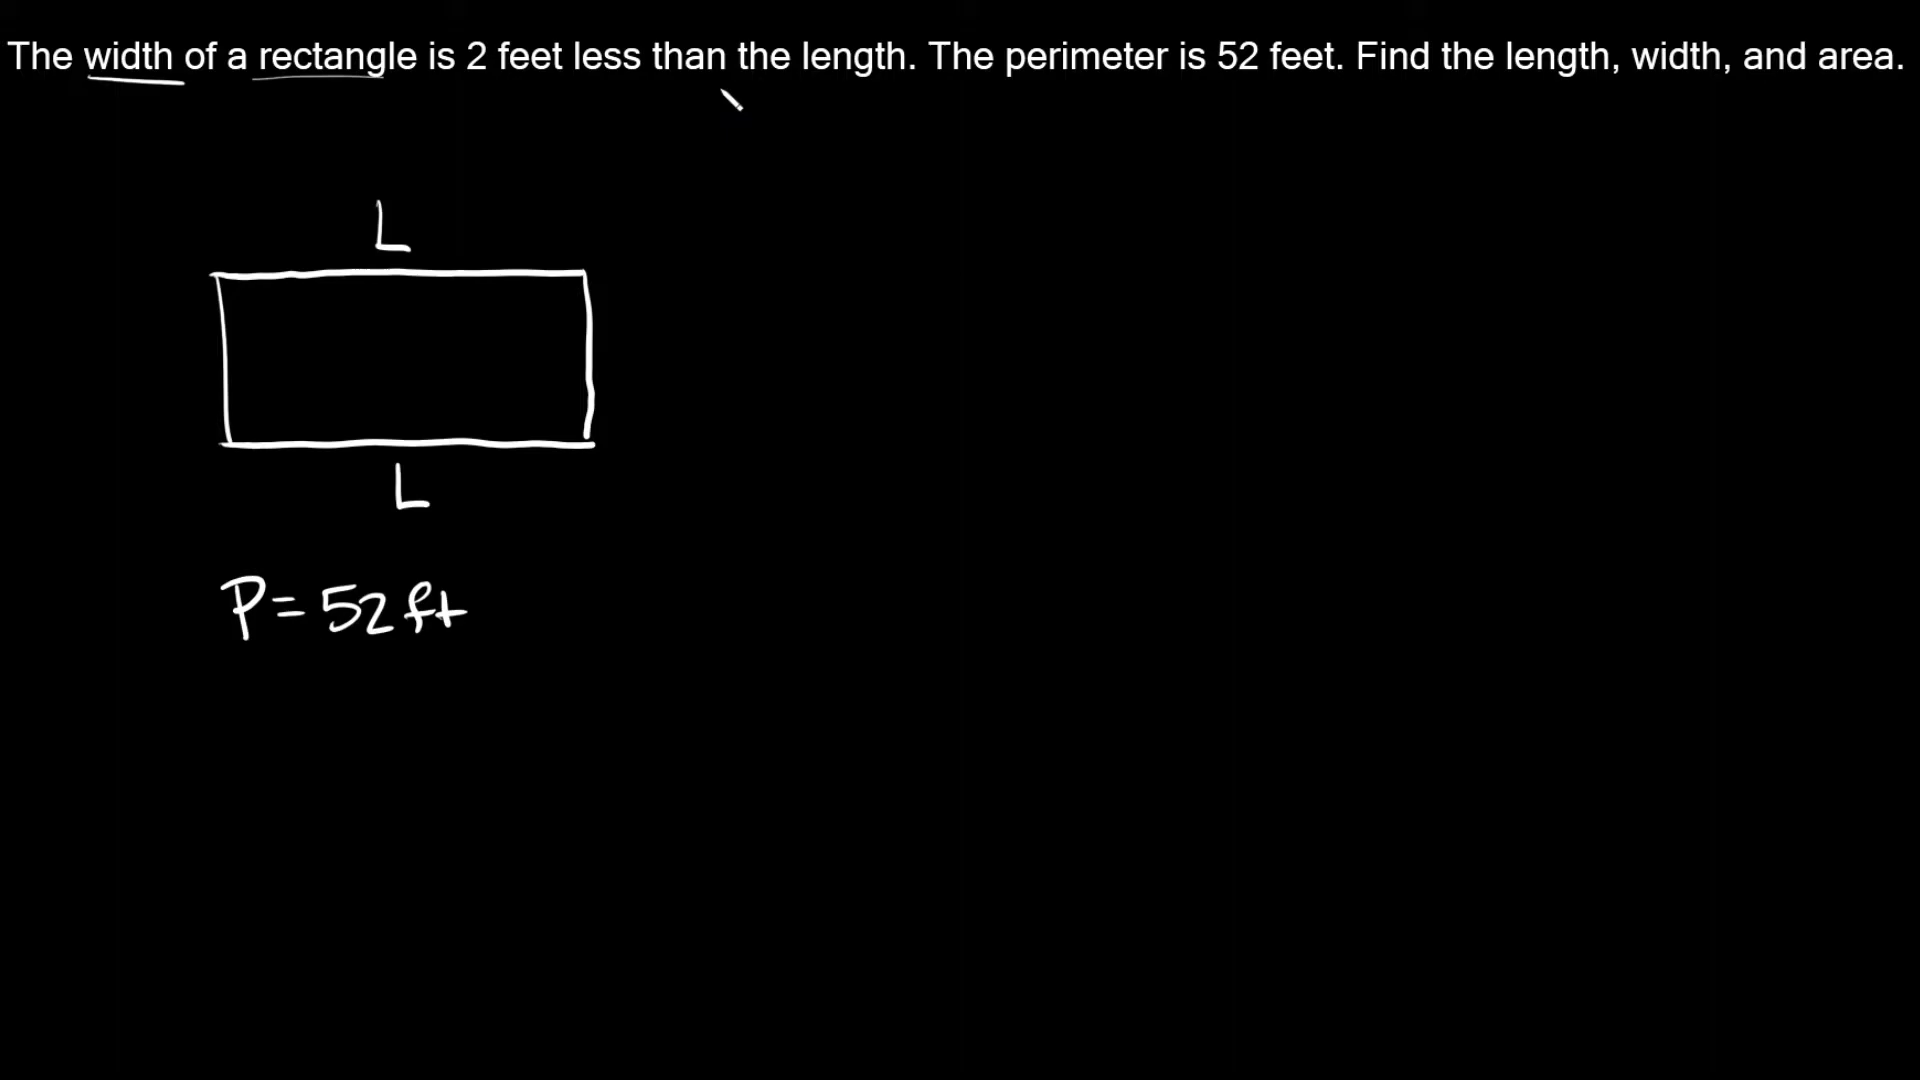 The width of a rectangle is 2 feet less than the length. The perimeter is 52 feet. Find the length, width, and area.
L
L
P = 52 ft